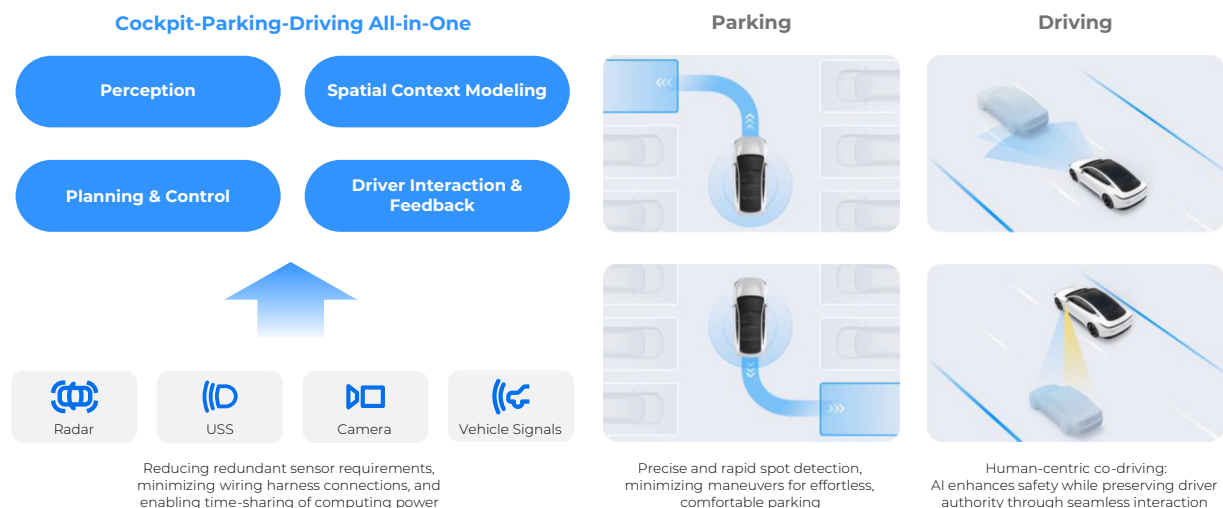 Cockpit-Parking-Driving All-in-One
Perception
Spatial Context Modeling
Planning & Control
Driver Interaction &
Feedback
Radar
USS
Camera
Vehicle Signals
Reducing redundant sensor requirements,
minimizing wiring harness connections, and
enabling time-sharing of computing power
Parking
Precise and rapid spot detection,
minimizing maneuvers for effortless,
comfortable parking
Driving
Human-centric co-driving:
AI enhances safety while preserving driver
authority through seamless interaction